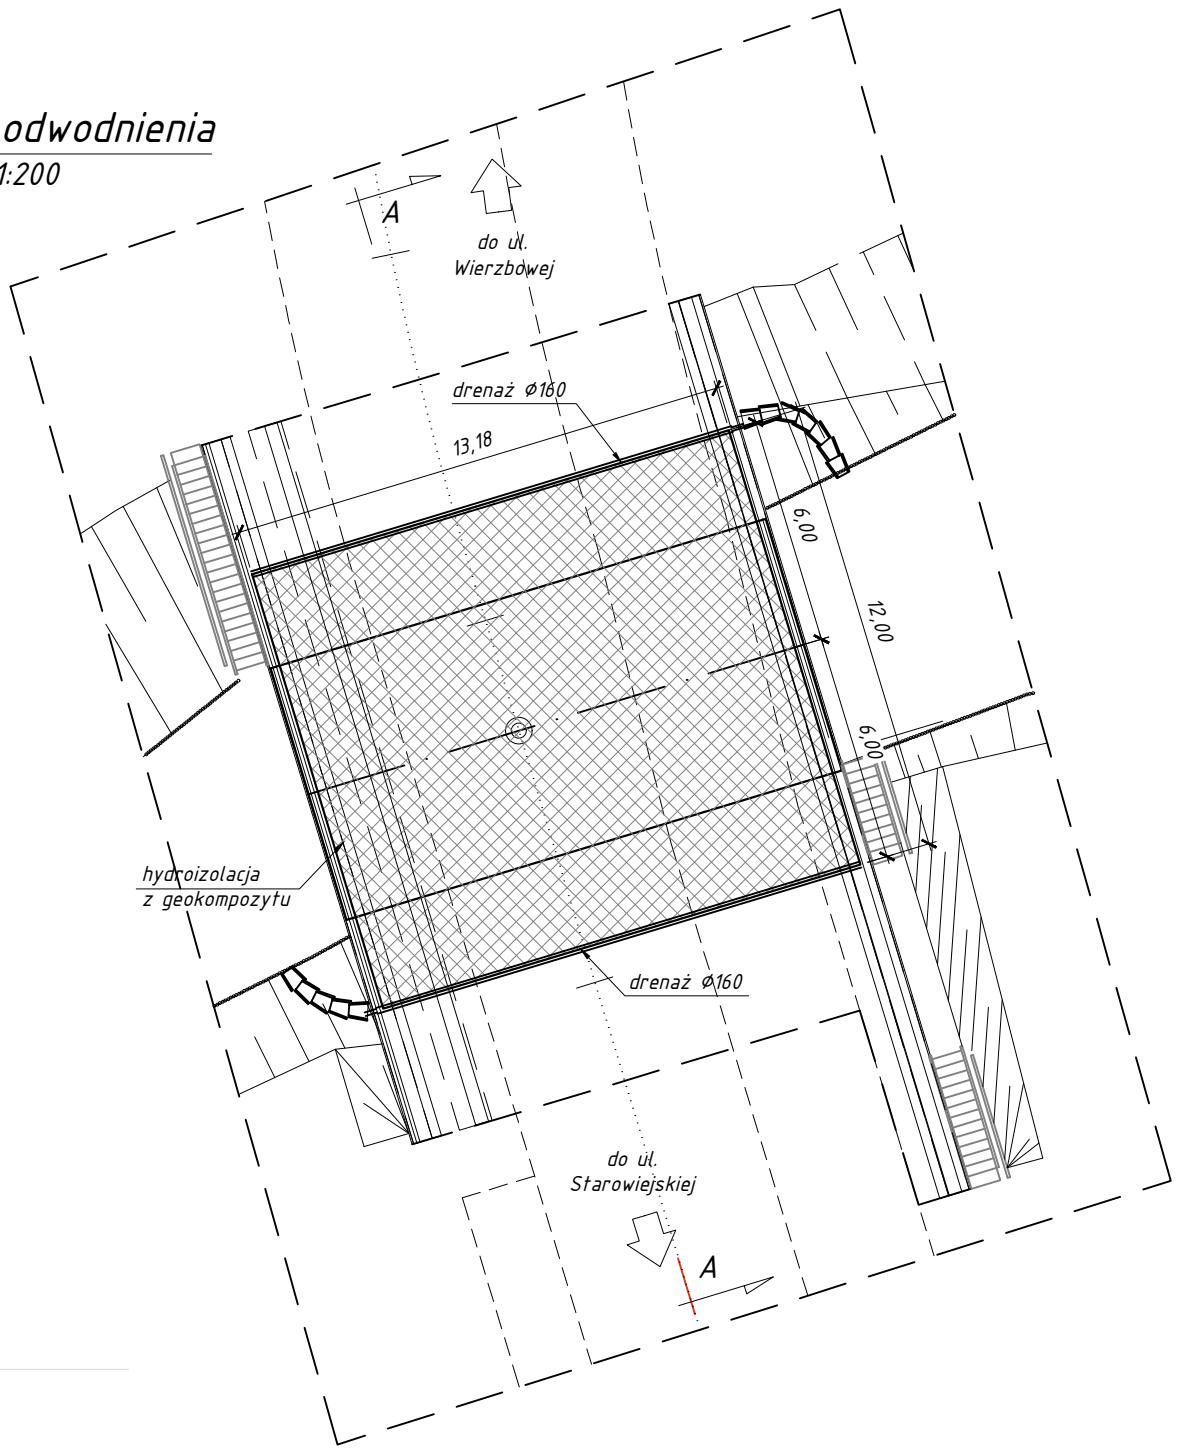 odwodnienia
1:200
A
do ul.
Wierzbowej
drenaż Ø160
13,18
6,00
12,00
6,00
hydroizolacja
z geokompozytu
drenaż Ø160
do ul.
Starowiejskiej
A